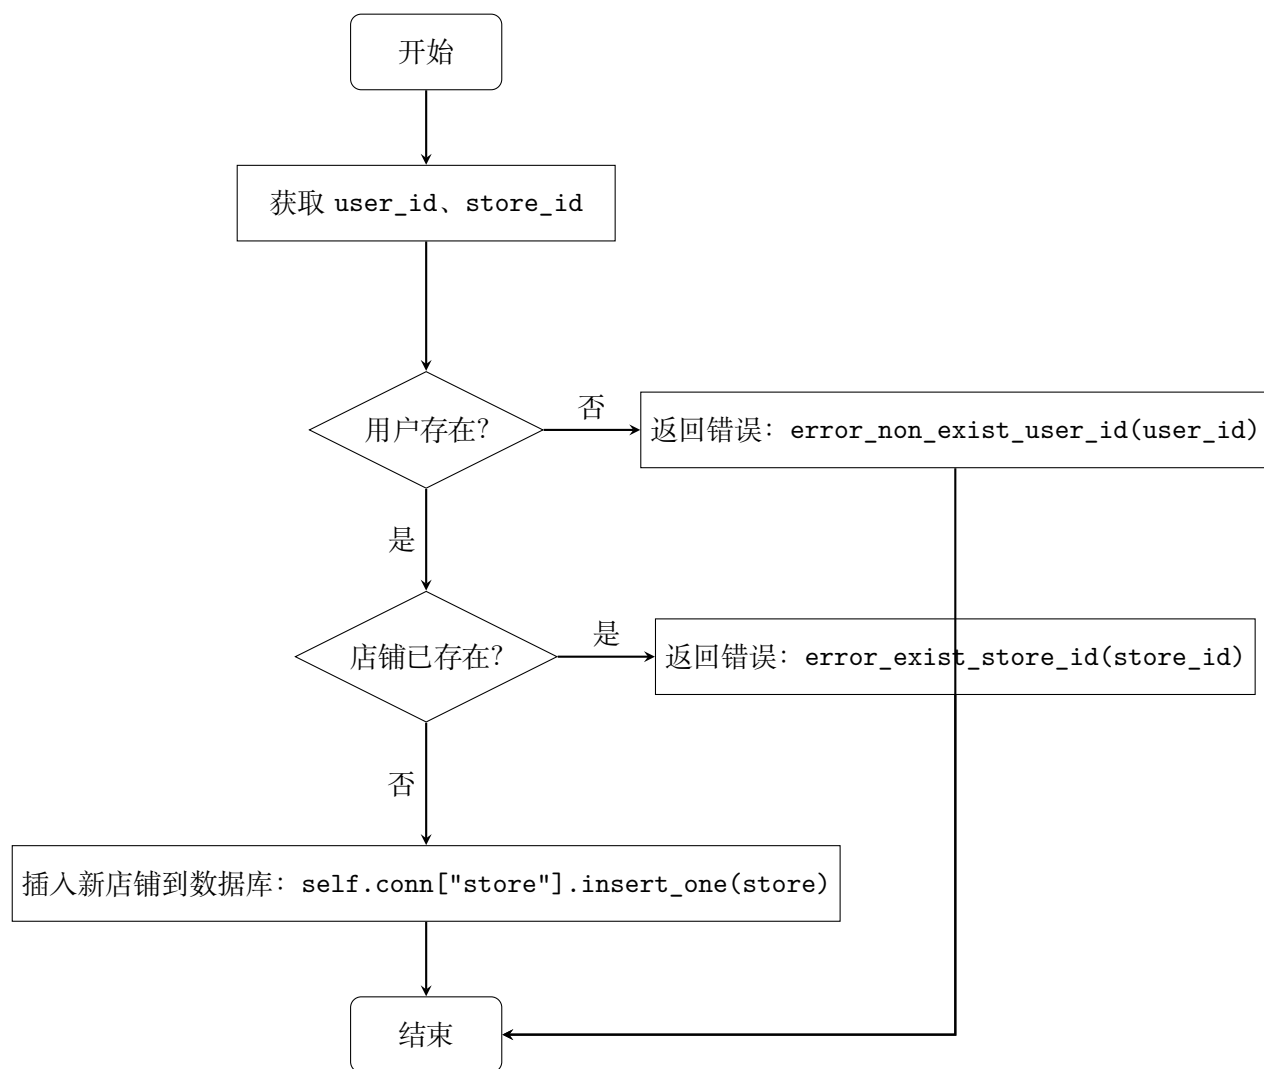 开始
获取 user_id、store_id
用户存在?
否
返回错误：error_non_exist_user_id(user_id)
是
店铺已存在?
是
返回错误：error_exist_store_id(store_id)
否
插入新店铺到数据库：self.conn["store"].insert_one(store)
结束